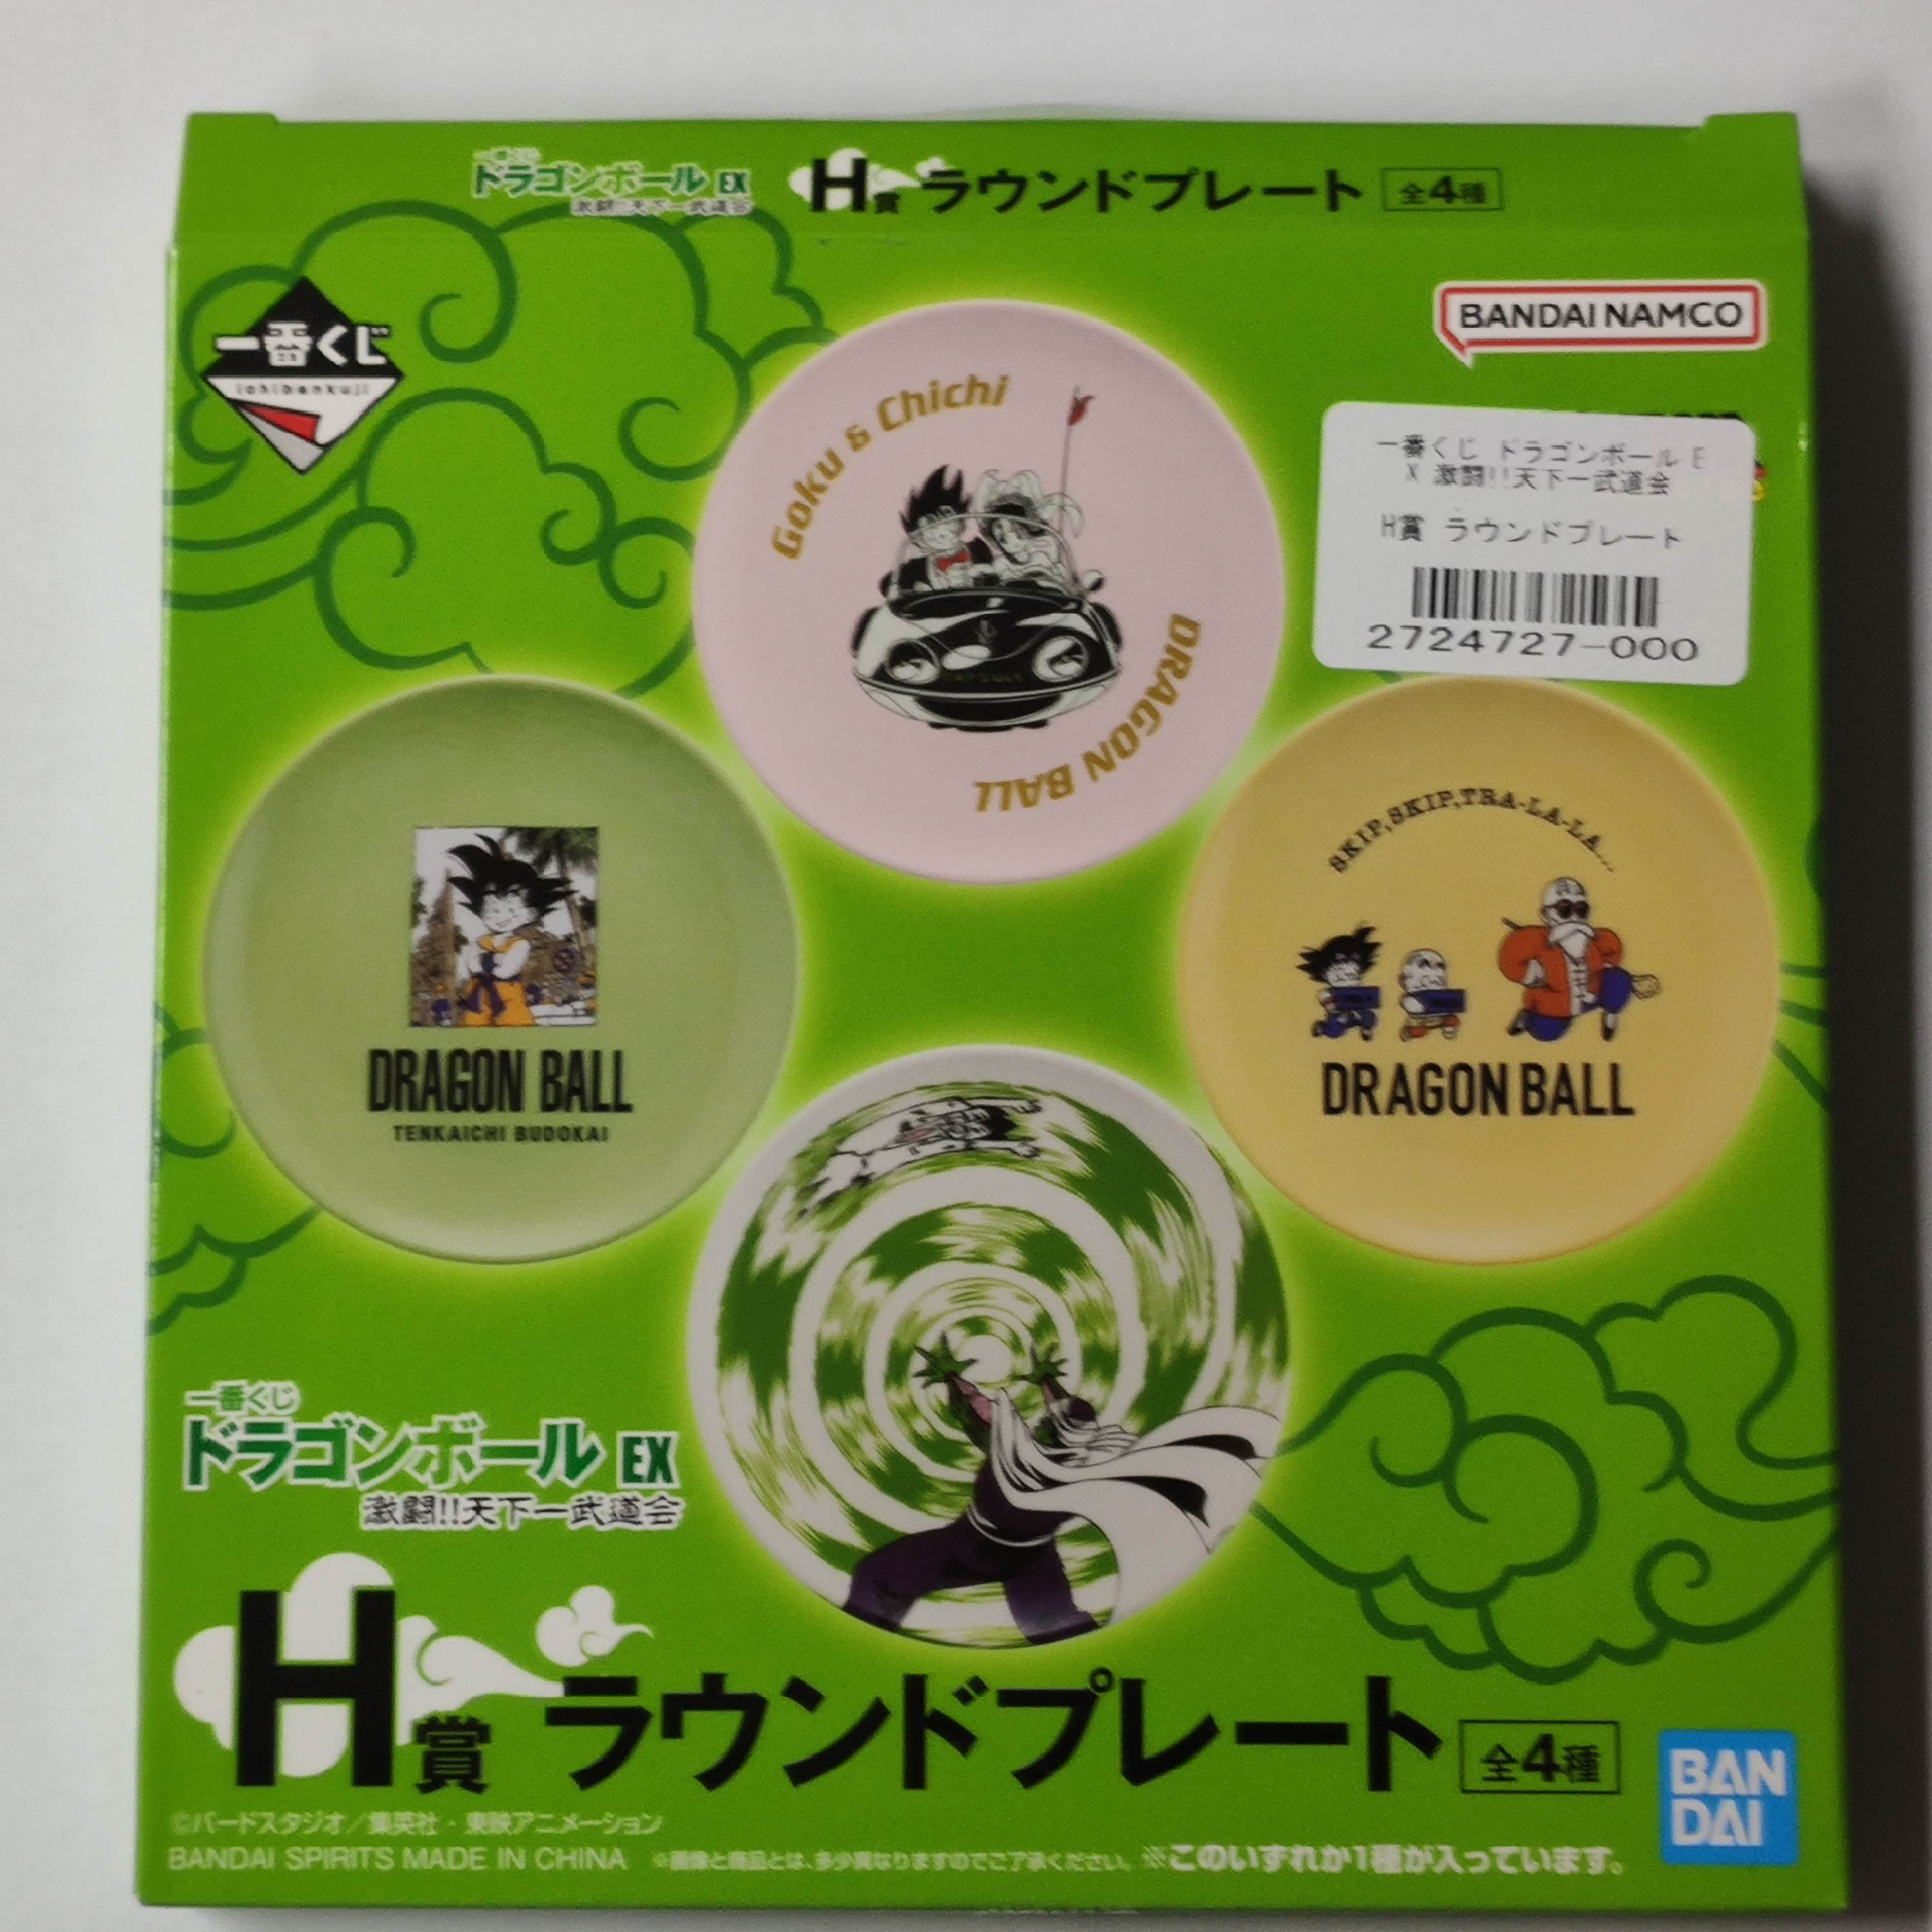 一番くじ
ドラゴンボール EX
激闘!!天下一武道会
H賞 ラウンドプレート 全4種
一番くじ
ichibankuji
BANDAI NAMCO
一番くじ ドラゴンボール E
X 激闘!!天下一武道会
H賞 ラウンドプレート
2724727-000
Goku & Chichi
DRAGON BALL
CAPSULE
DRAGON BALL
TENKAICHI BUDOKAI
SKIP,SKIP,TRA-LA-LA...
DRAGON BALL
一番くじ
ドラゴンボール EX
激闘!!天下一武道会
H賞 ラウンドプレート 全4種
BAN
DAI
©バードスタジオ/集英社・東映アニメーション
BANDAI SPIRITS MADE IN CHINA ※画像と商品とは、多少異なりますのでご了承ください。 ※このいずれか1種が入っています。